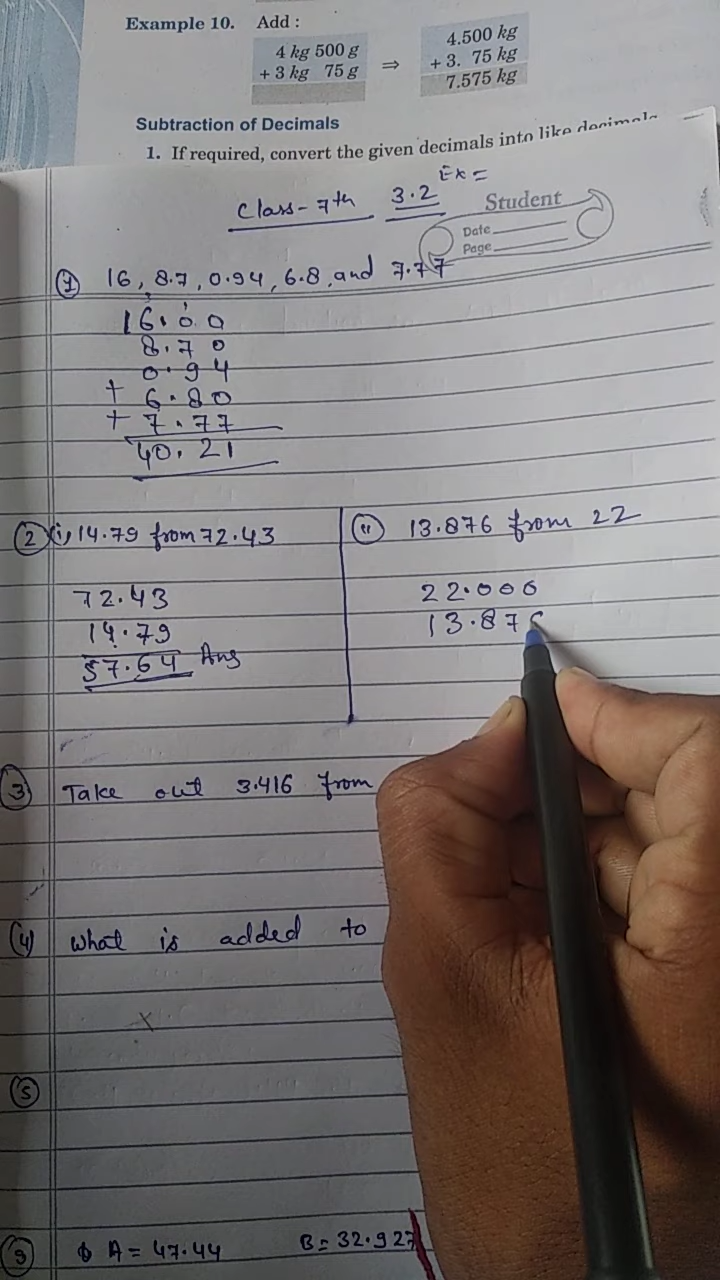 Example 10. Add :
4 kg 500 g
+ 3 kg 75 g
⇒
4.500 kg
+ 3. 75 kg
7.575 kg
Subtraction of Decimals
1. If required, convert the given decimals into like decimals
Class - 7th 3.2 Ex =
Student
Date
Page
1 16, 8.7, 0.94, 6.8, and 7.77
16.00
8.70
0.94
+ 6.80
+ 7.77
40.21
2 (i) 14.79 from 72.43
72.43
14.79
57.64 Ans
(ii) 13.876 from 22
22.000
13.876
3 Take out 3.416 from
(4) What is added to
x
(5)
9 A = 47.44 B = 32.927